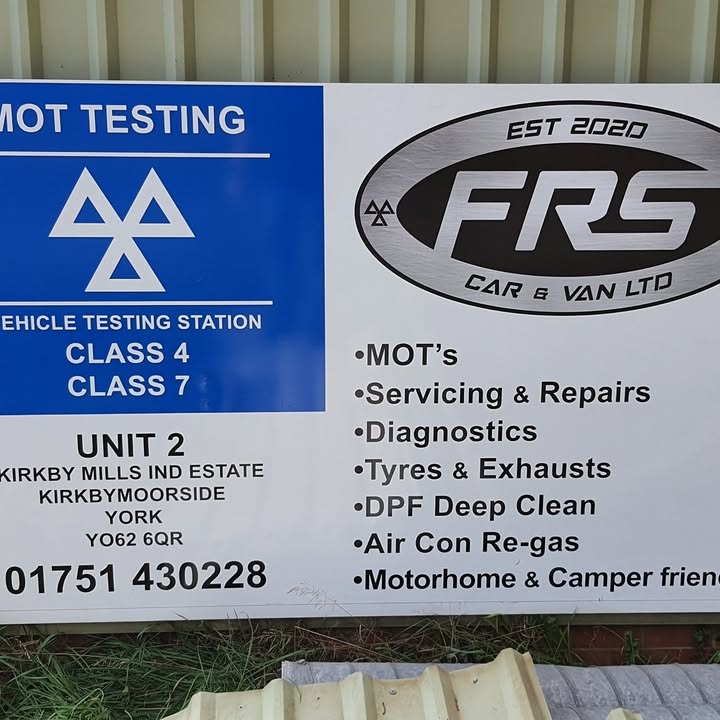 MOT TESTING
EHICLE TESTING STATION
CLASS 4
CLASS 7
UNIT 2
KIRKBY MILLS IND ESTATE
KIRKBYMOORSIDE
YORK
YO62 6QR
01751 430228
EST 2020
FRS
CAR & VAN LTD
•MOT's
•Servicing & Repairs
•Diagnostics
•Tyres & Exhausts
•DPF Deep Clean
•Air Con Re-gas
•Motorhome & Camper frien